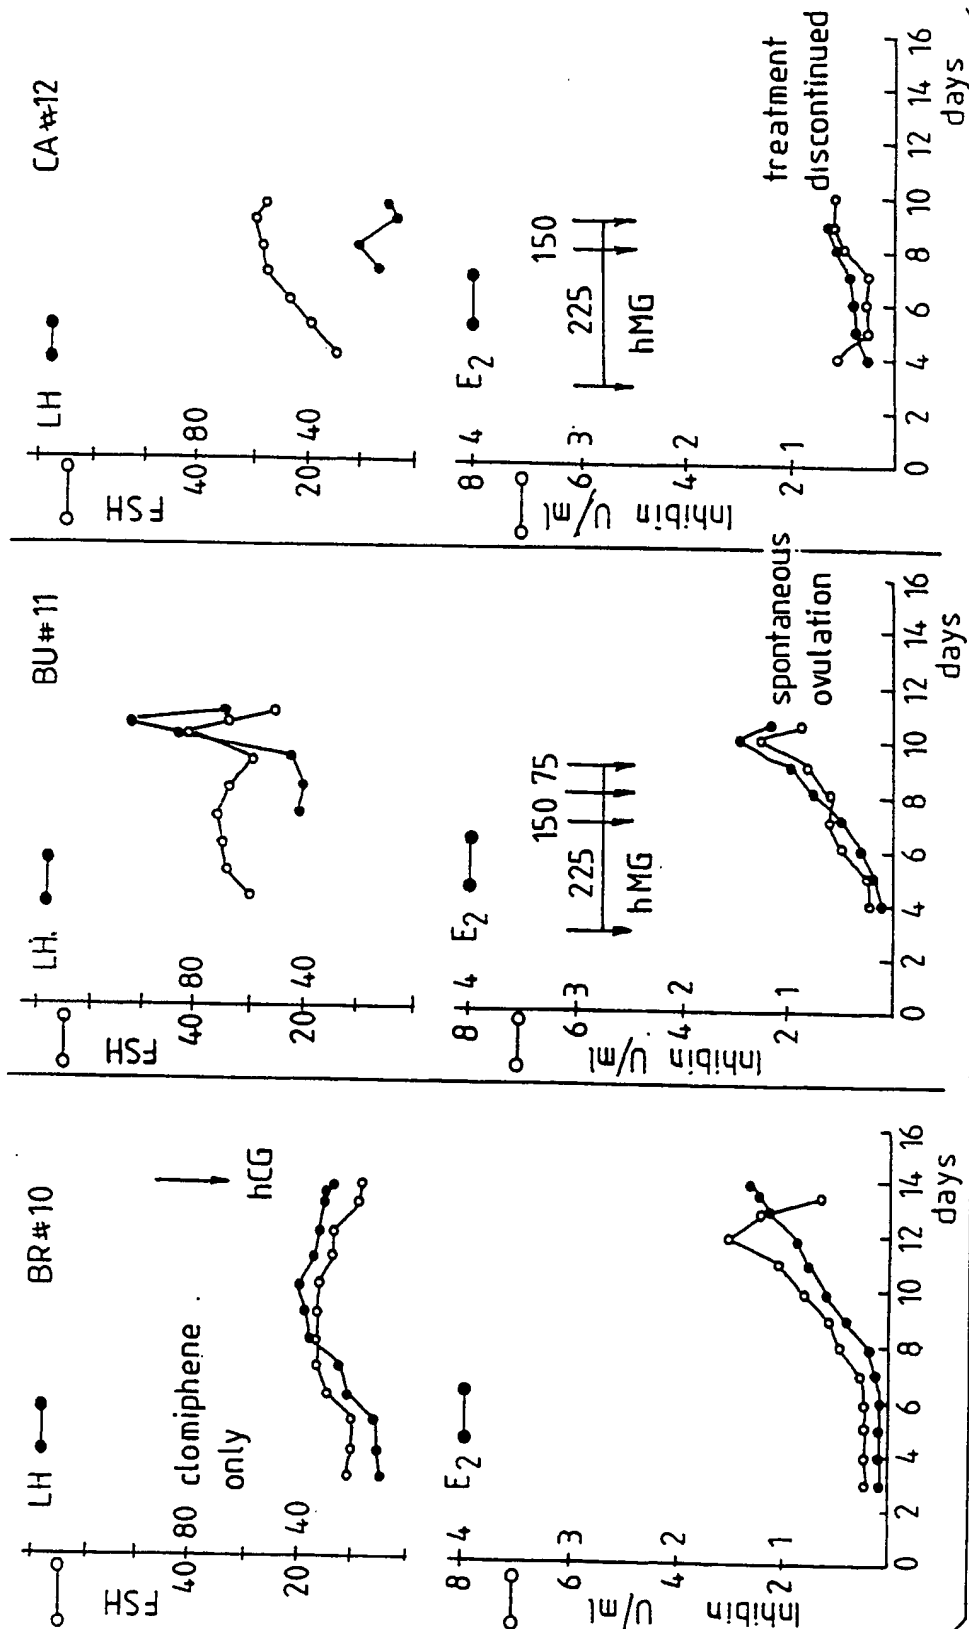 BR#10
LH
FSH
80
40
40
20
clomiphene
only
hCG
E2
Inhibin U/ml
8 4
6 3
4 2
2 1
0 2 4 6 8 10 12 14 16
days
BU#11
LH.
FSH
80
40
40
20
E2
225 150 75
hMG
Inhibin U/ml
8 4
6 3
4 2
2 1
spontaneous
ovulation
0 2 4 6 8 10 12 14 16
days
CA#12
LH
FSH
80
40
40
20
E2
225 150
hMG
Inhibin U/ml
8 4
6 3
4 2
2 1
treatment
discontinued
0 2 4 6 8 10 12 14 16
days